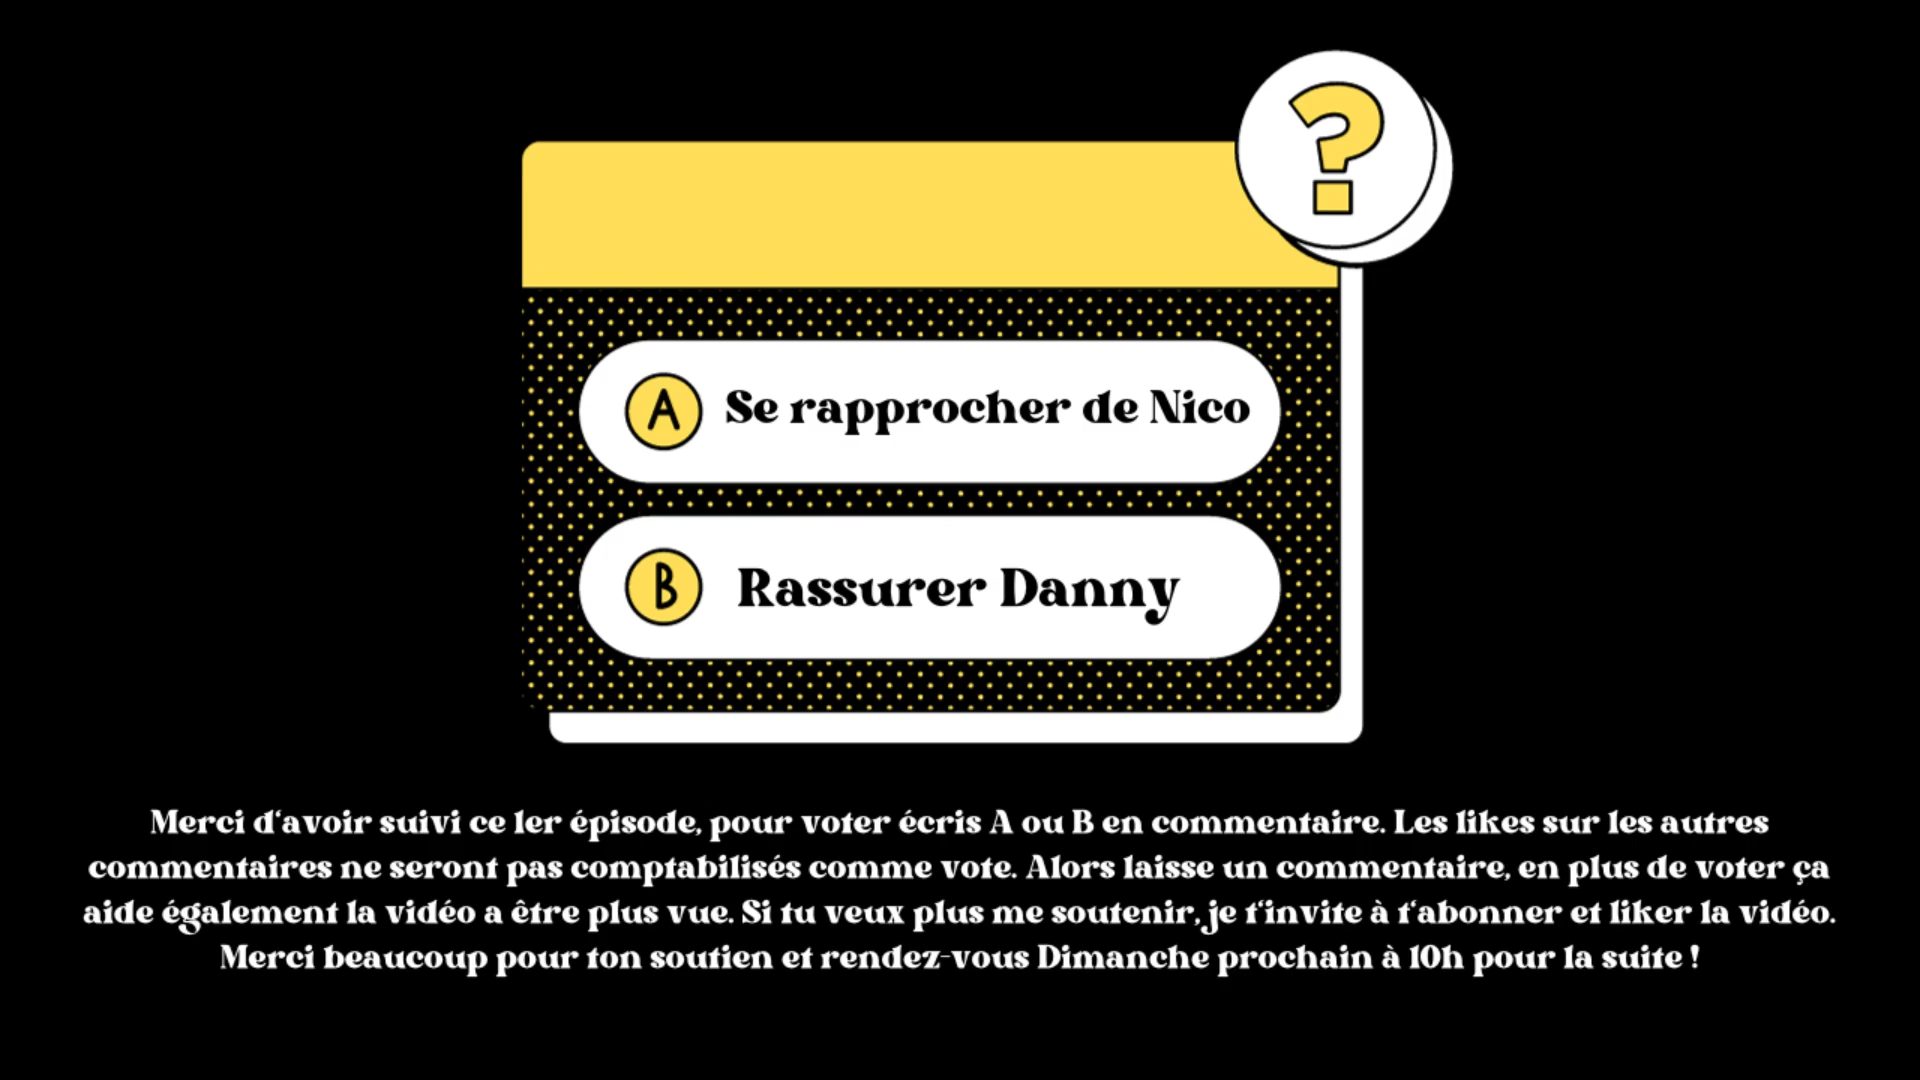 ?
A Se rapprocher de Nico
B Rassurer Danny
Merci d'avoir suivi ce 1er épisode, pour voter écris A ou B en commentaire. Les likes sur les autres
commentaires ne seront pas comptabilisés comme vote. Alors laisse un commentaire, en plus de voter ça
aide également la vidéo a être plus vue. Si tu veux plus me soutenir, je t'invite à t'abonner et liker la vidéo.
Merci beaucoup pour ton soutien et rendez-vous Dimanche prochain à 10h pour la suite !